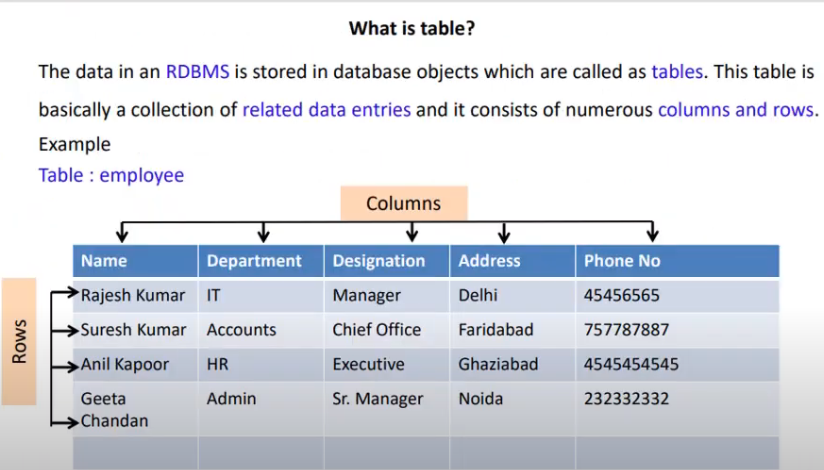 What is table?
The data in an RDBMS is stored in database objects which are called as tables. This table is
basically a collection of related data entries and it consists of numerous columns and rows.
Example
Table : employee
Columns
Name Department Designation Address Phone No
Rows
Rajesh Kumar IT Manager Delhi 45456565
Suresh Kumar Accounts Chief Office Faridabad 757787887
Anil Kapoor HR Executive Ghaziabad 4545454545
Geeta Admin Sr. Manager Noida 232332332
Chandan